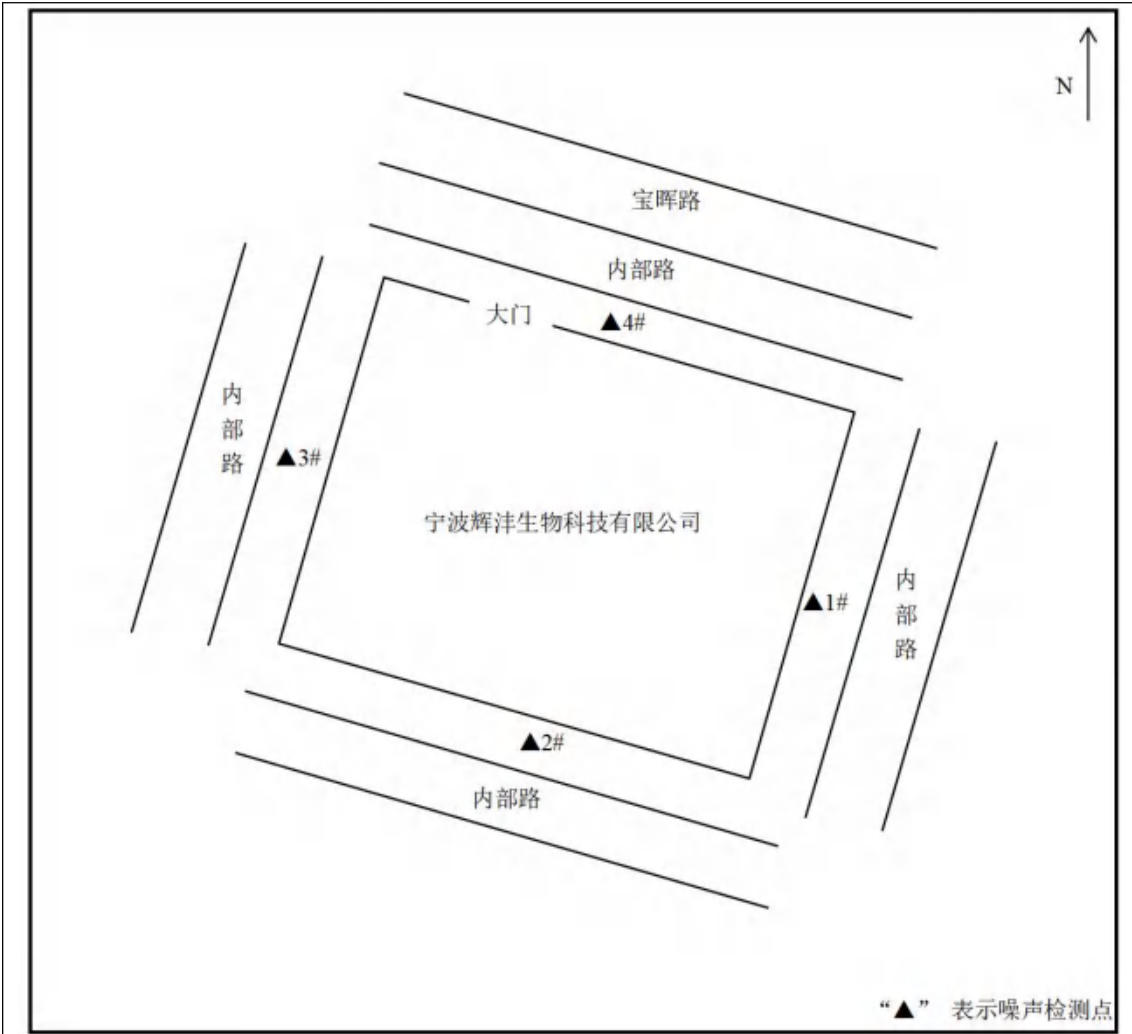 N
宝晖路
内部路
大门
▲4#
内部路
▲3#
宁波辉沣生物科技有限公司
▲1#
内部路
▲2#
内部路
“▲” 表示噪声检测点